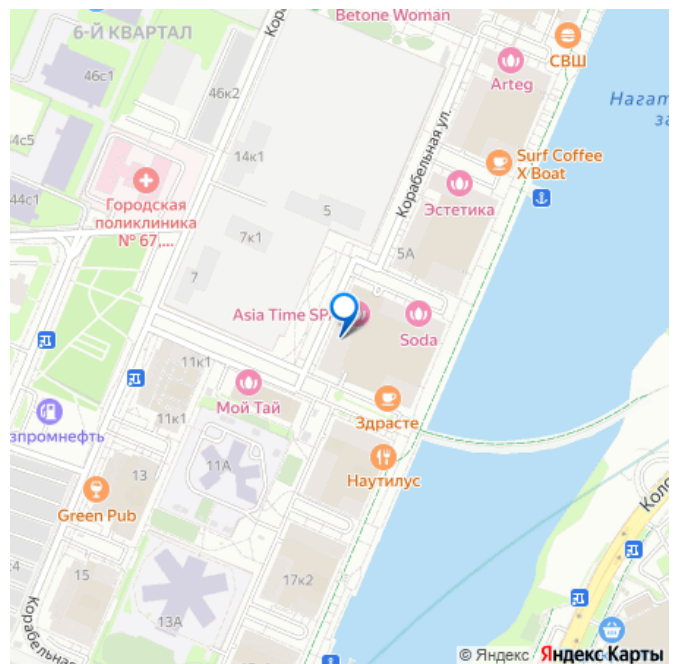 Betone Woman
6-Й КВАРТАЛ
СВШ
Arteg
46с1
46к2
Корабельная ул.
14к1
Surf Coffee
X Boat
44с1
Городская
поликлиника
№ 67,...
Эстетика
5
7к1
5А
7
Asia Time SPA
Soda
11к1
Мой Тай
11к1
Здрасте
11А
Наутилус
13
Green Pub
15
17к2
13А
© Яндекс Яндекс Карты